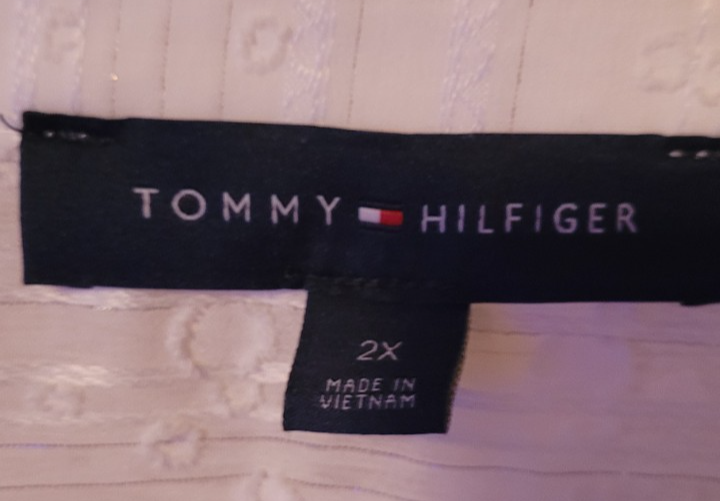 TOMMY HILFIGER
2X
MADE IN
VIETNAM